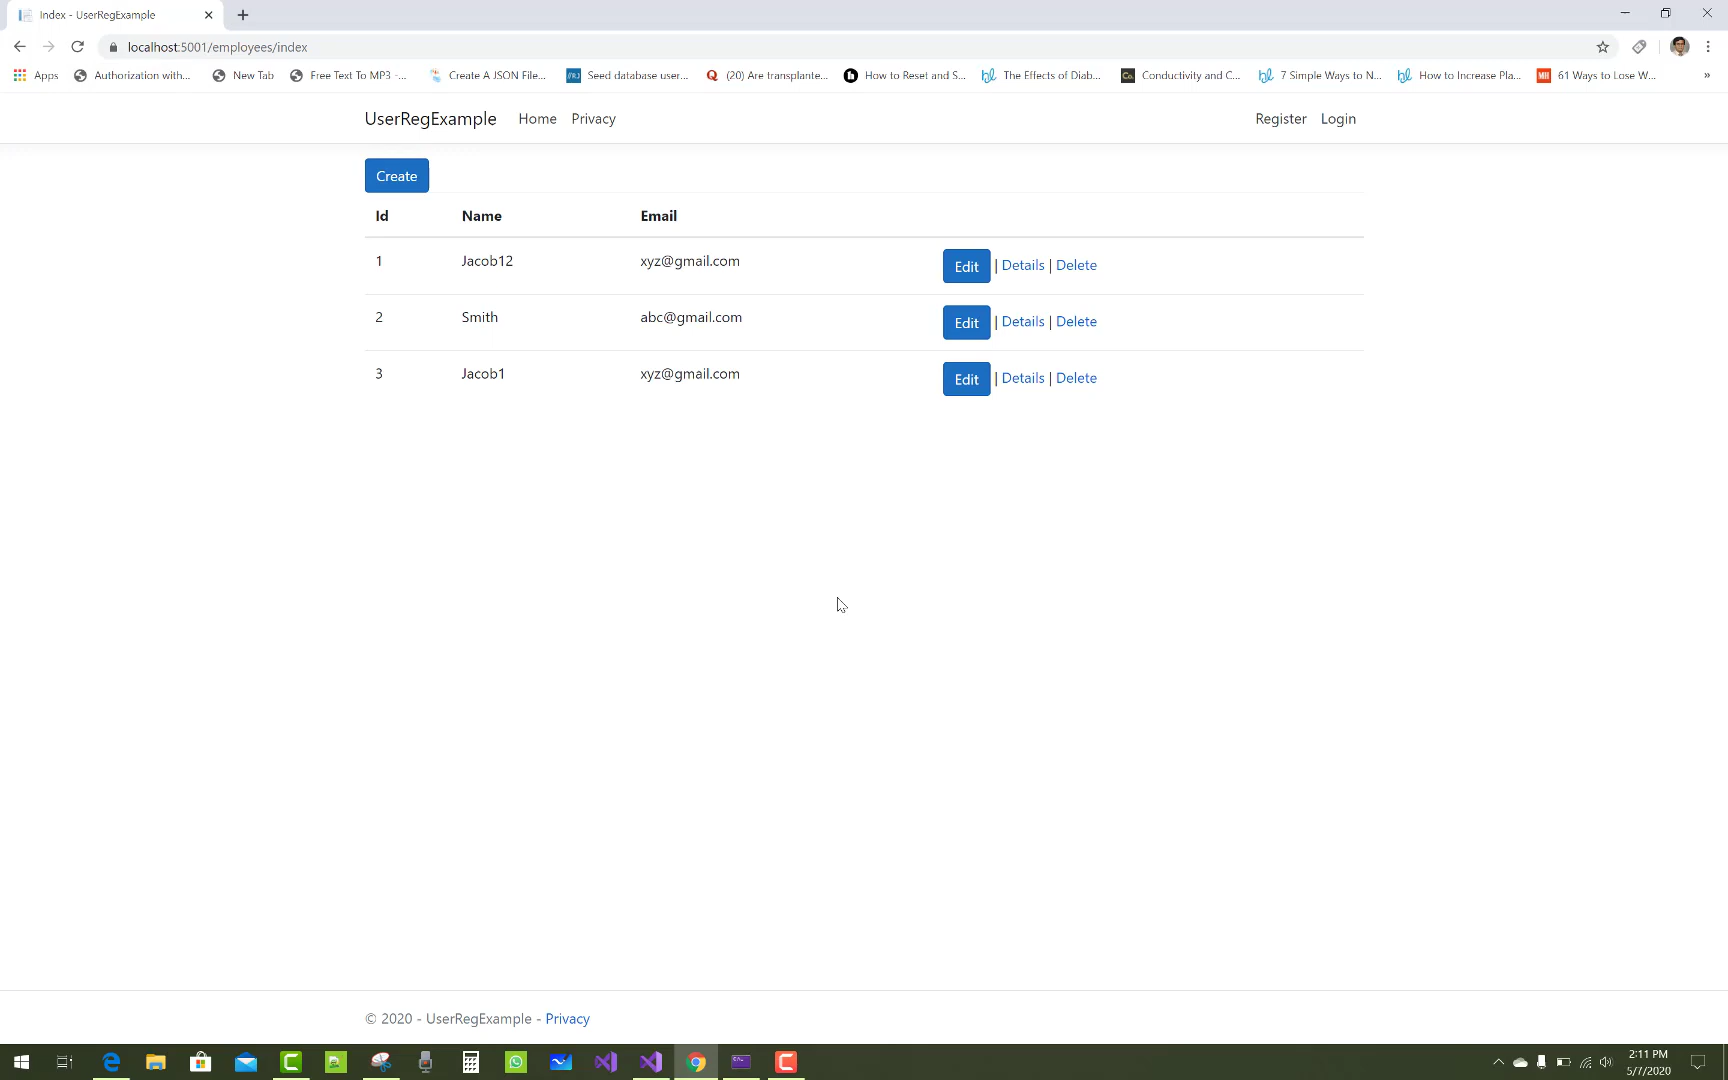 Index - UserRegExample
localhost:5001/employees/index
Apps Authorization with... New Tab Free Text To MP3 -... Create A JSON File... Seed database user... (20) Are transplante... How to Reset and S... The Effects of Diab... Conductivity and C... 7 Simple Ways to N... How to Increase Pla... 61 Ways to Lose W... »
UserRegExample Home Privacy Register Login
Create
Id Name Email
1 Jacob12 xyz@gmail.com Edit | Details | Delete
2 Smith abc@gmail.com Edit | Details | Delete
3 Jacob1 xyz@gmail.com Edit | Details | Delete
© 2020 - UserRegExample - Privacy
2:11 PM
5/7/2020